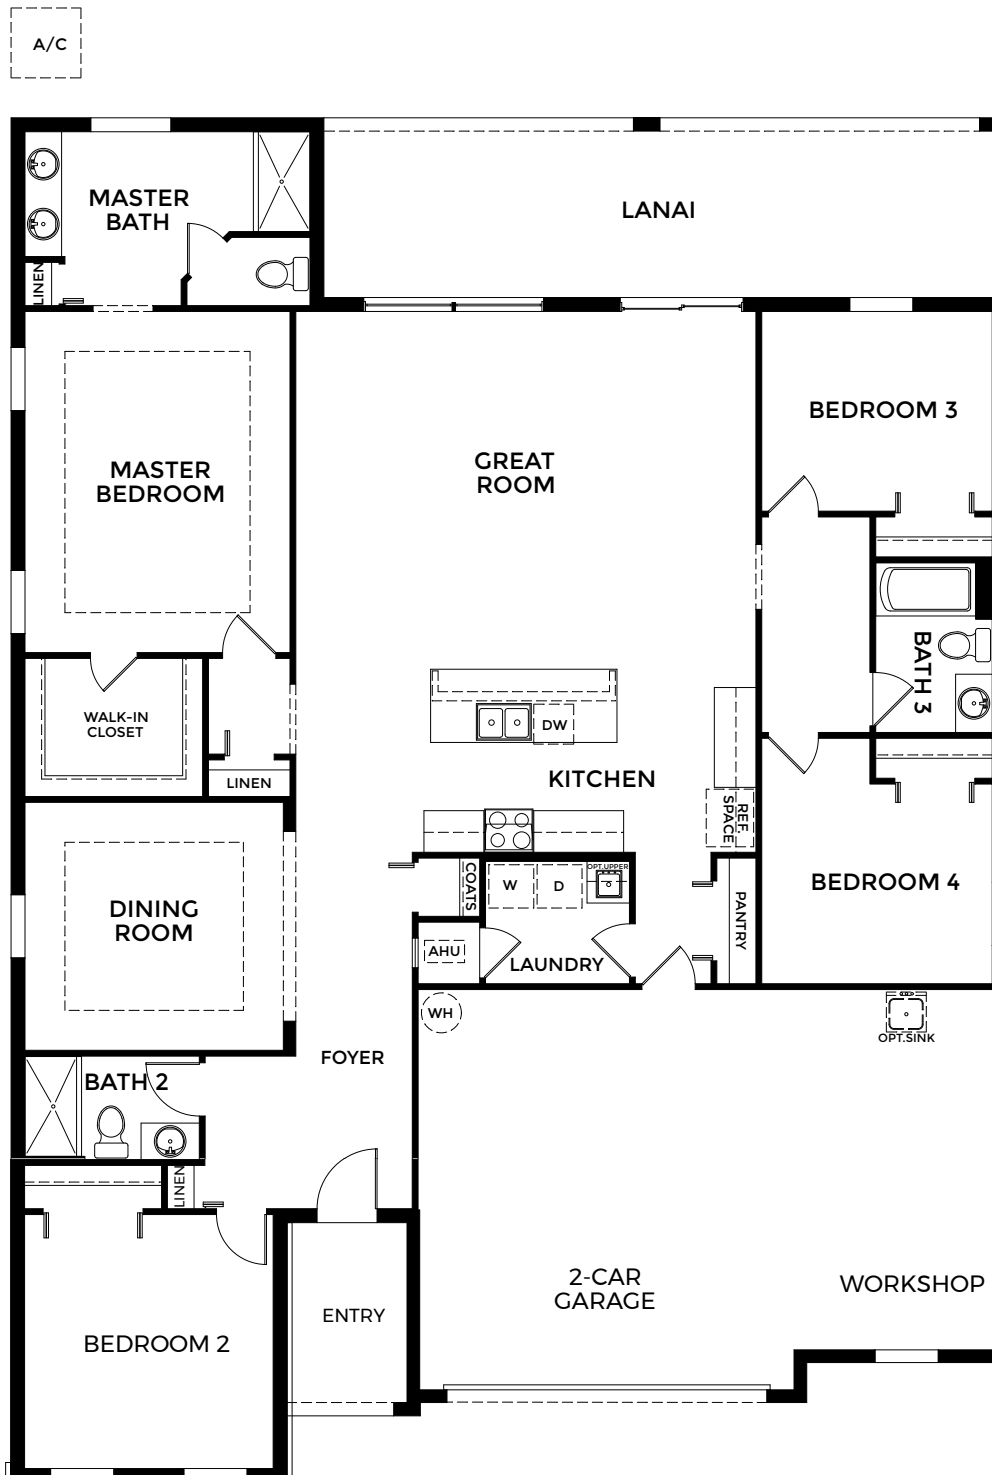 A/C
MASTER
BATH
LANAI
LINEN
BEDROOM 3
GREAT
ROOM
MASTER
BEDROOM
BATH 3
WALK-IN
CLOSET
DW
LINEN
KITCHEN
REF.
SPACE
COATS
OPT.UPPER
W
D
BEDROOM 4
PANTRY
DINING
ROOM
AHU
LAUNDRY
WH
OPT.SINK
FOYER
BATH 2
LINEN
2-CAR
GARAGE
WORKSHOP
ENTRY
BEDROOM 2